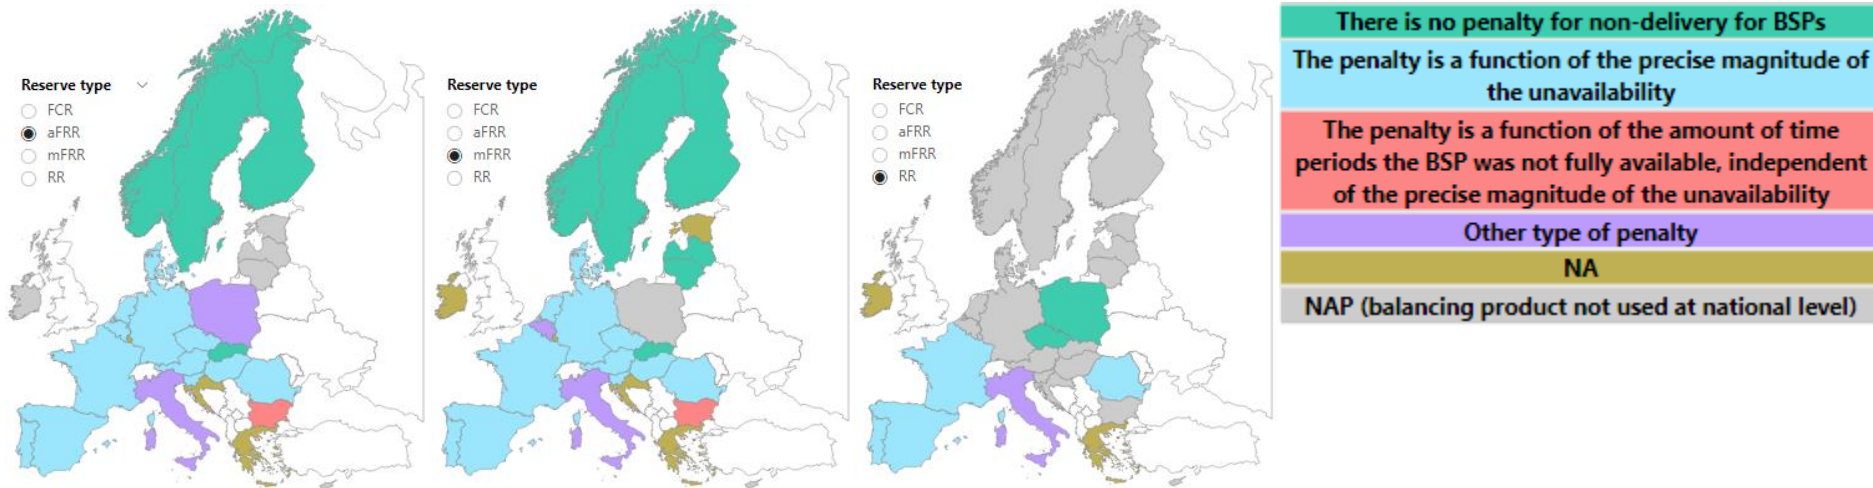 Reserve type
FCR
aFRR
mFRR
RR
Reserve type
FCR
aFRR
mFRR
RR
Reserve type
FCR
aFRR
mFRR
RR
There is no penalty for non-delivery for BSPs
The penalty is a function of the precise magnitude of
the unavailability
The penalty is a function of the amount of time
periods the BSP was not fully available, independent
of the precise magnitude of the unavailability
Other type of penalty
NA
NAP (balancing product not used at national level)